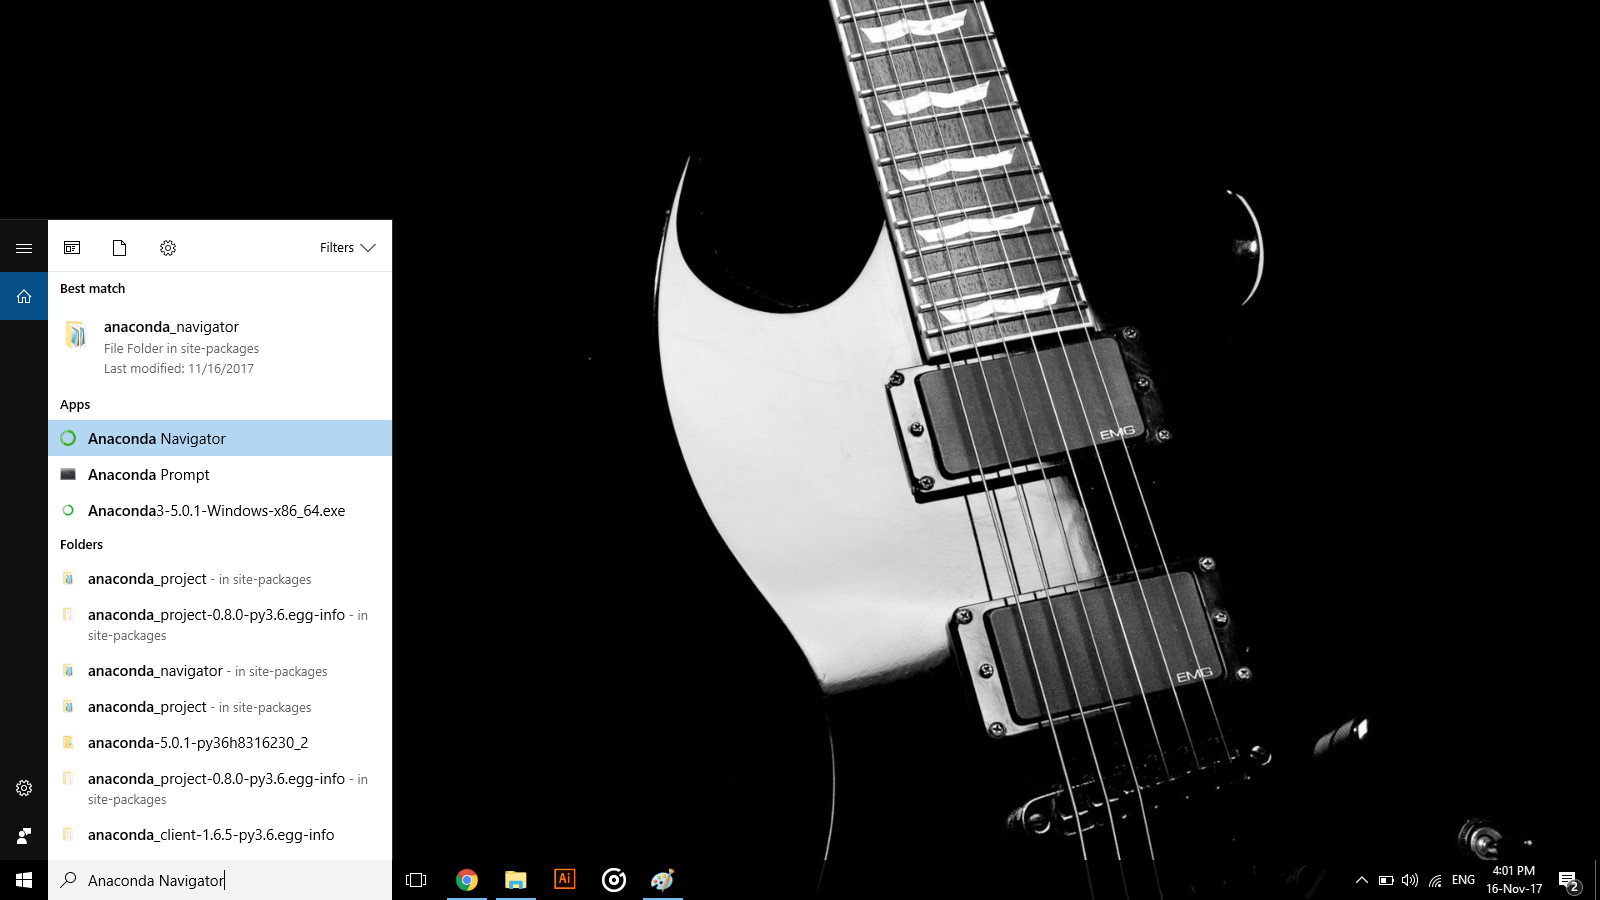 Filters
Best match
anaconda_navigator
File Folder in site-packages
Last modified: 11/16/2017
Apps
Anaconda Navigator
Anaconda Prompt
Anaconda3-5.0.1-Windows-x86_64.exe
Folders
anaconda_project - in site-packages
anaconda_project-0.8.0-py3.6.egg-info - in
site-packages
anaconda_navigator - in site-packages
anaconda_project - in site-packages
anaconda-5.0.1-py36h8316230_2
anaconda_project-0.8.0-py3.6.egg-info - in
site-packages
anaconda_client-1.6.5-py3.6.egg-info
Anaconda Navigator
EMG
EMG
Ai
ENG
4:01 PM
16-Nov-17
2